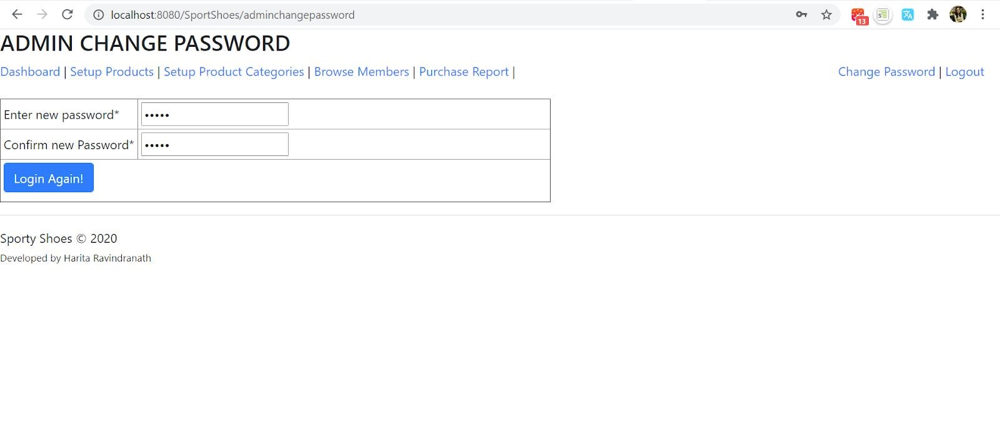 localhost:8080/SportShoes/adminchangepassword
13
ADMIN CHANGE PASSWORD
Dashboard | Setup Products | Setup Product Categories | Browse Members | Purchase Report | Change Password | Logout
Enter new password* •••••
Confirm new Password* •••••
Login Again!
Sporty Shoes © 2020
Developed by Harita Ravindranath